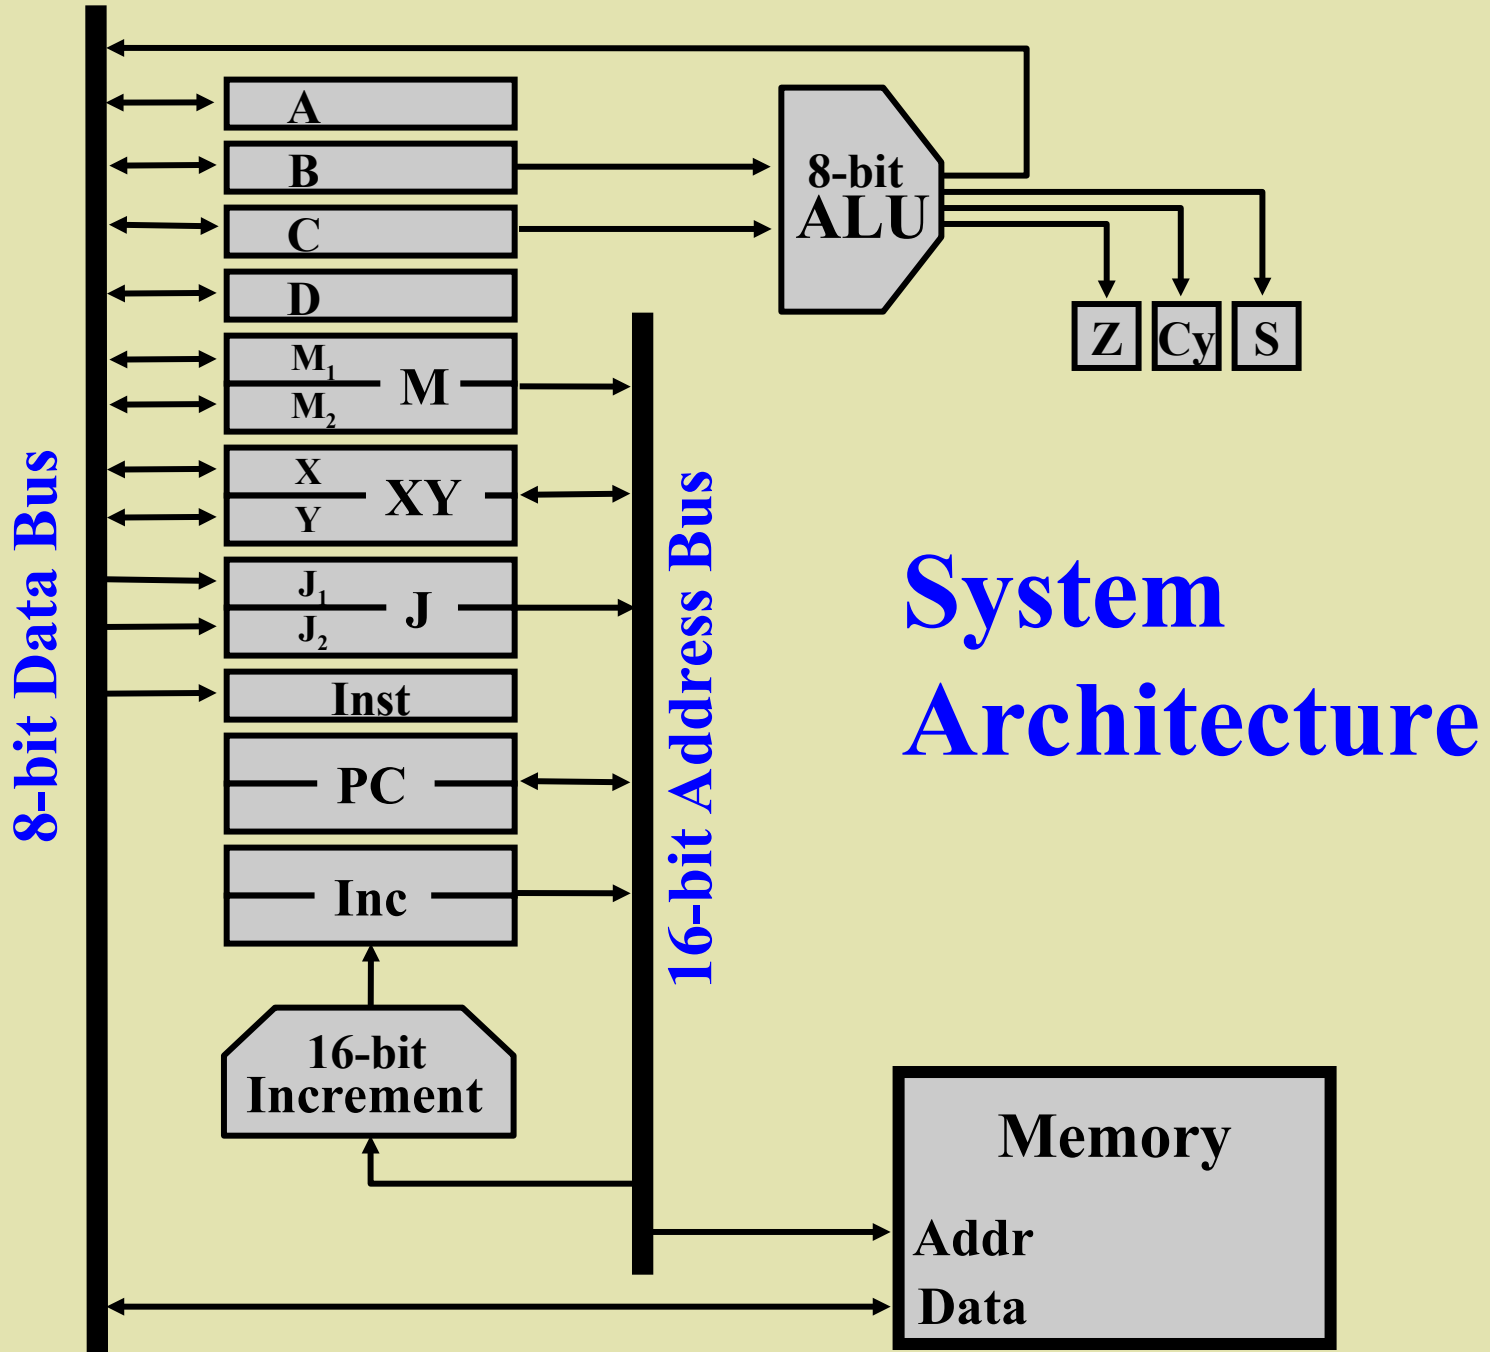 A
B
C
D
M₁
M
M₂
X
XY
Y
J₁
J
J₂
Inst
PC
Inc
16-bit
Increment
8-bit Data Bus
16-bit Address Bus
8-bit
ALU
Z
Cy
S
System
Architecture
Memory
Addr
Data